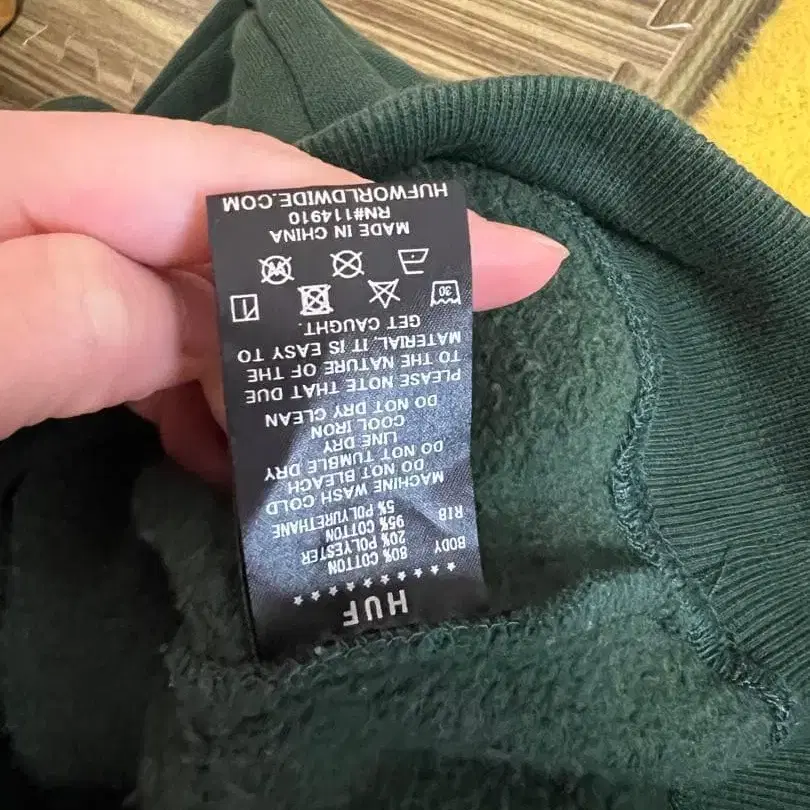 HUF
BODY 80% COTTON
20% POLYESTER
RIB 95% COTTON
5% POLYURETHANE
MACHINE WASH COLD
DO NOT BLEACH
DO NOT TUMBLE DRY
LINE DRY
COOL IRON
DO NOT DRY CLEAN
PLEASE NOTE THAT DUE
TO THE NATURE OF THE
MATERIAL, IT IS EASY TO
GET CAUGHT.
30
W
MADE IN CHINA
RN#114910
HUFWORLDWIDE.COM